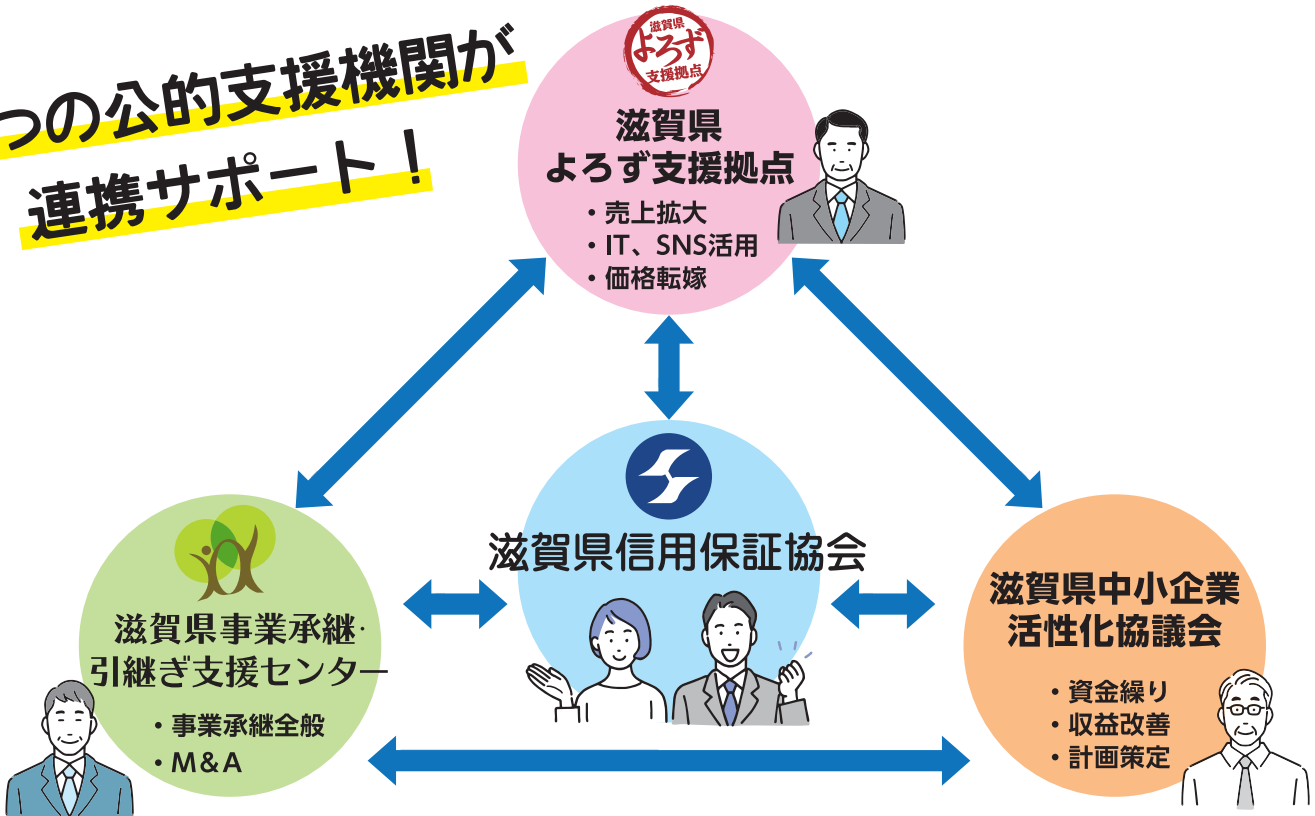 つの公的支援機関が
連携サポート！
滋賀県
よろず
支援拠点
滋賀県
よろず支援拠点
・売上拡大
・IT、SNS活用
・価格転嫁
滋賀県信用保証協会
滋賀県事業承継・
引継ぎ支援センター
・事業承継全般
・M&A
滋賀県中小企業
活性化協議会
・資金繰り
・収益改善
・計画策定